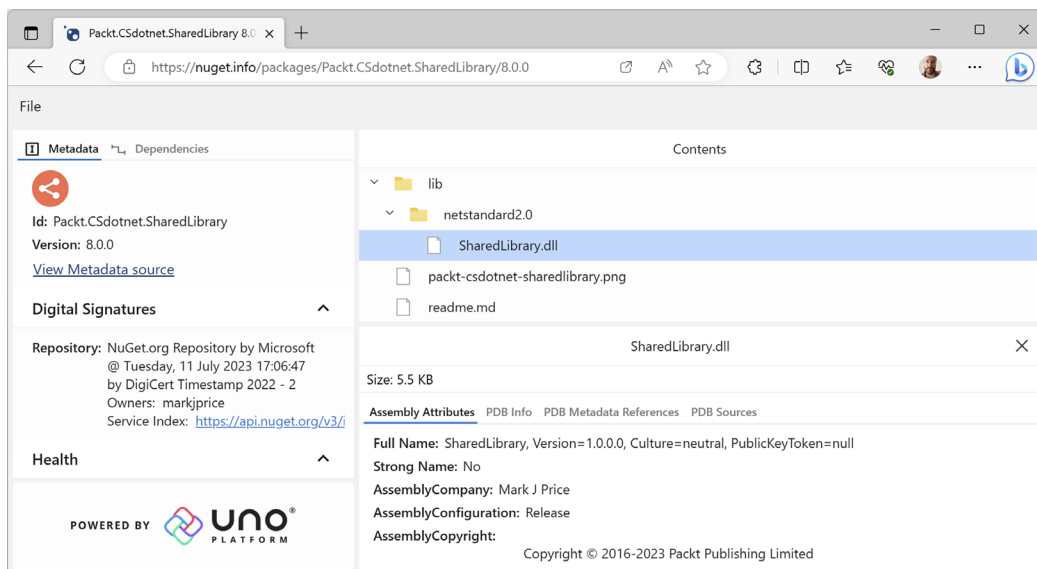 Packt.CSdotnet.SharedLibrary 8.0
https://nuget.info/packages/Packt.CSdotnet.SharedLibrary/8.0.0
File
Metadata
Dependencies
Id: Packt.CSdotnet.SharedLibrary
Version: 8.0.0
View Metadata source
Digital Signatures
Repository: NuGet.org Repository by Microsoft
@ Tuesday, 11 July 2023 17:06:47
by DigiCert Timestamp 2022 - 2
Owners: markjprice
Service Index: https://api.nuget.org/v3/i
Health
POWERED BY
UNO®
PLATFORM
Contents
lib
netstandard2.0
SharedLibrary.dll
packt-csdotnet-sharedlibrary.png
readme.md
SharedLibrary.dll
Size: 5.5 KB
Assembly Attributes PDB Info PDB Metadata References PDB Sources
Full Name: SharedLibrary, Version=1.0.0.0, Culture=neutral, PublicKeyToken=null
Strong Name: No
AssemblyCompany: Mark J Price
AssemblyConfiguration: Release
AssemblyCopyright:
Copyright © 2016-2023 Packt Publishing Limited